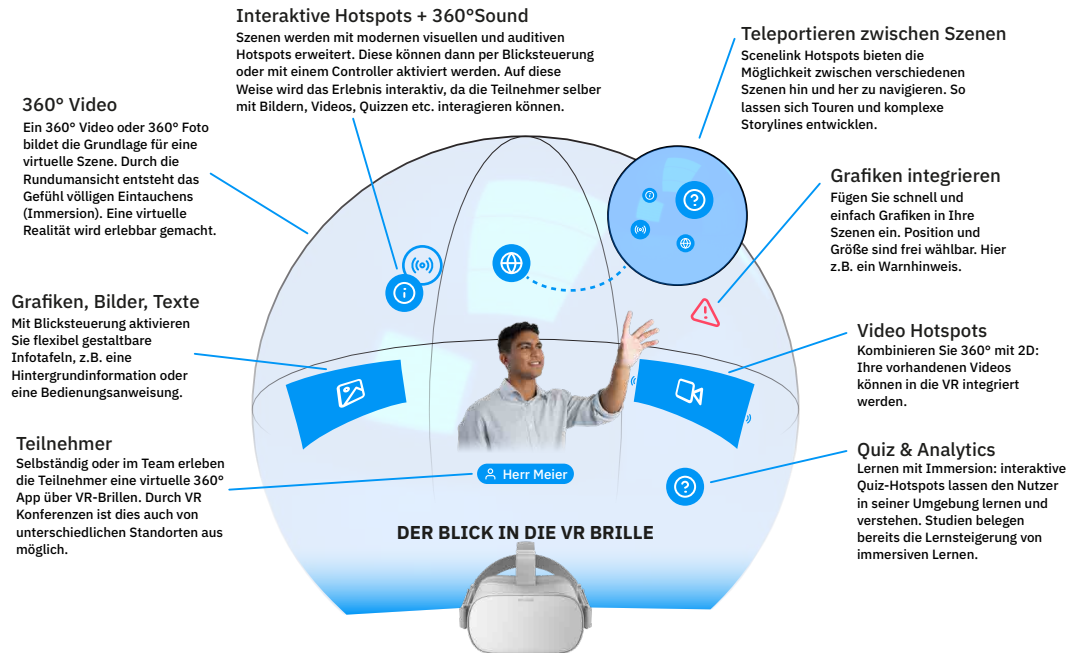 Interaktive Hotspots + 360°Sound
Szenen werden mit modernen visuellen und auditiven
Hotspots erweitert. Diese können dann per Blicksteuerung
oder mit einem Controller aktiviert werden. Auf diese
Weise wird das Erlebnis interaktiv, da die Teilnehmer selber
mit Bildern, Videos, Quizzen etc. interagieren können.
Teleportieren zwischen Szenen
Scenelink Hotspots bieten die
Möglichkeit zwischen verschiedenen
Szenen hin und her zu navigieren. So
lassen sich Touren und komplexe
Storylines entwicklen.
360° Video
Ein 360° Video oder 360° Foto
bildet die Grundlage für eine
virtuelle Szene. Durch die
Rundumansicht entsteht das
Gefühl völligen Eintauchens
(Immersion). Eine virtuelle
Realität wird erlebbar gemacht.
Grafiken integrieren
Fügen Sie schnell und
einfach Grafiken in Ihre
Szenen ein. Position und
Größe sind frei wählbar. Hier
z.B. ein Warnhinweis.
Grafiken, Bilder, Texte
Mit Blicksteuerung aktivieren
Sie flexibel gestaltbare
Infotafeln, z.B. eine
Hintergrundinformation oder
eine Bedienungsanweisung.
Video Hotspots
Kombinieren Sie 360° mit 2D:
Ihre vorhandenen Videos
können in die VR integriert
werden.
Teilnehmer
Selbständig oder im Team erleben
die Teilnehmer eine virtuelle 360°
App über VR-Brillen. Durch VR
Konferenzen ist dies auch von
unterschiedlichen Standorten aus
möglich.
Herr Meier
Quiz & Analytics
Lernen mit Immersion: interaktive
Quiz-Hotspots lassen den Nutzer
in seiner Umgebung lernen und
verstehen. Studien belegen
bereits die Lernsteigerung von
immersiven Lernen.
DER BLICK IN DIE VR BRILLE